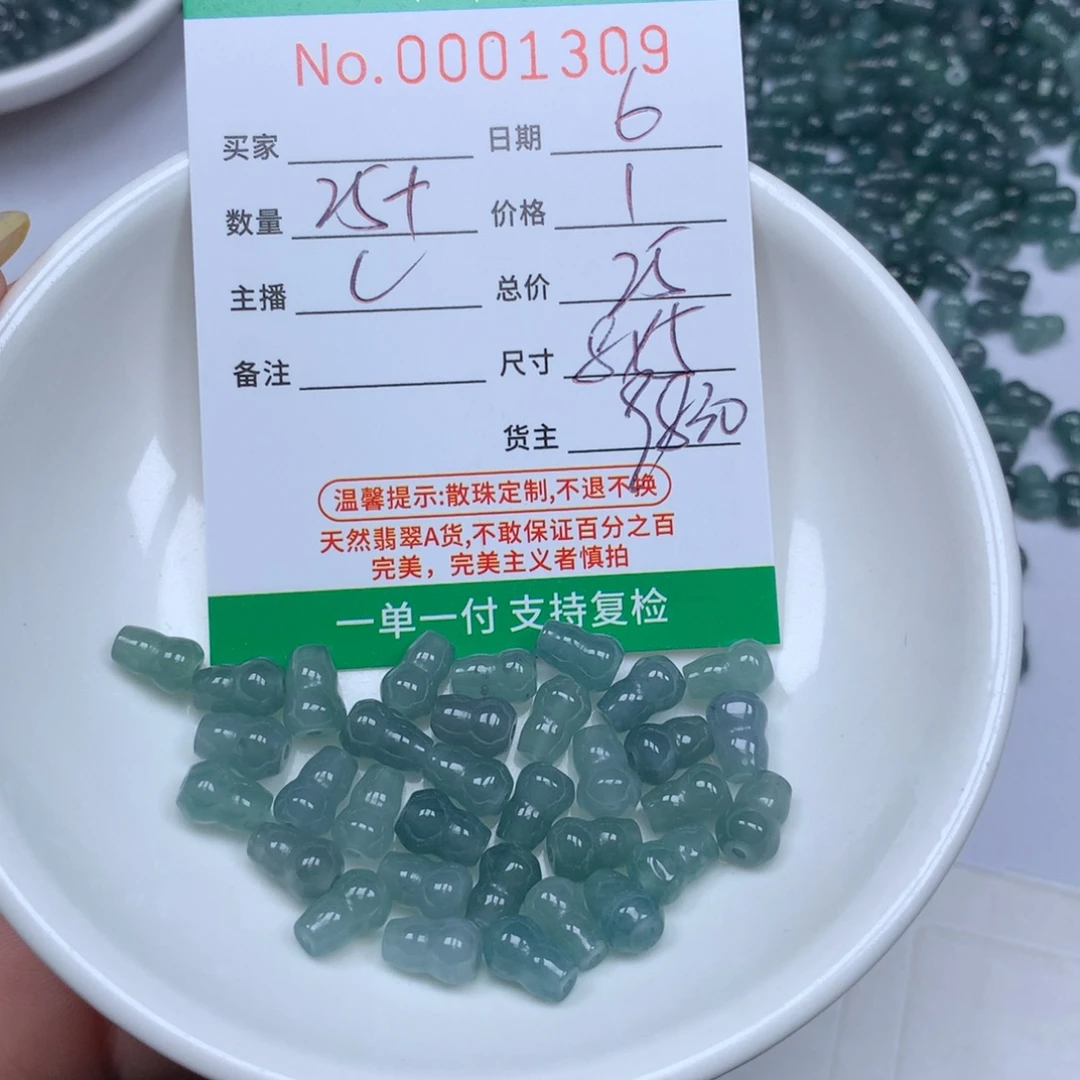 No.0001309
买家 日期 6
数量 25+ 价格 1
主播 总价 25
备注 尺寸 8x5
货主
温馨提示:散珠定制,不退不换
天然翡翠A货,不敢保证百分之百
完美，完美主义者慎拍
一单一付 支持复检